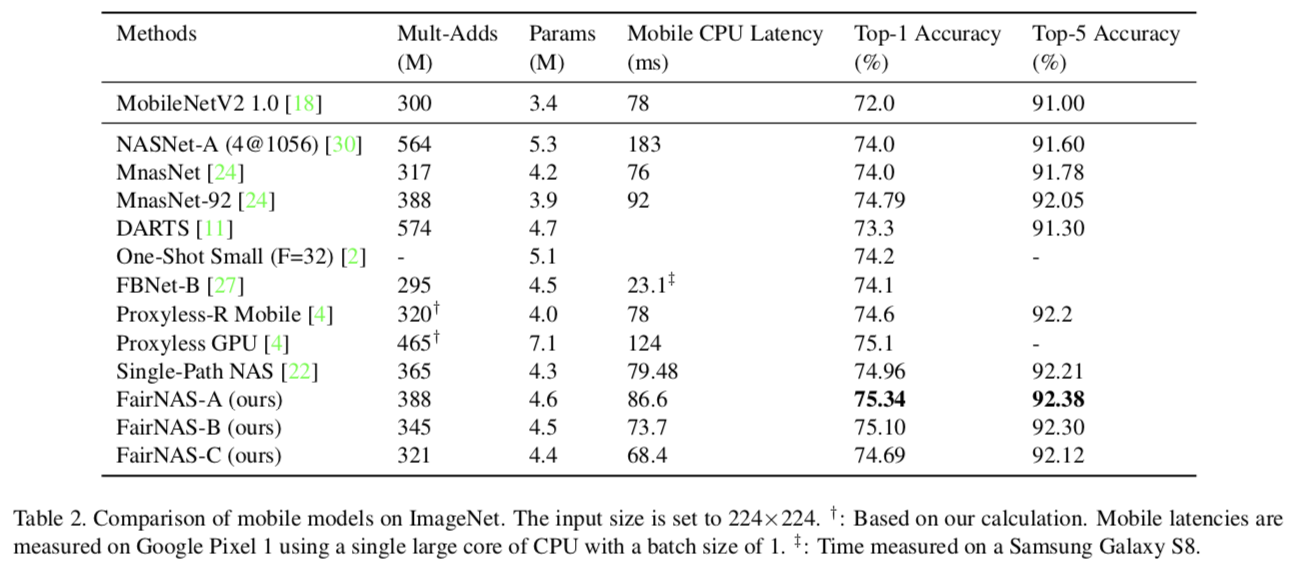 Methods Mult-Adds Params Mobile CPU Latency Top-1 Accuracy Top-5 Accuracy
(M) (M) (ms) (%) (%)
MobileNetV2 1.0 [18] 300 3.4 78 72.0 91.00
NASNet-A (4@1056) [30] 564 5.3 183 74.0 91.60
MnasNet [24] 317 4.2 76 74.0 91.78
MnasNet-92 [24] 388 3.9 92 74.79 92.05
DARTS [11] 574 4.7 73.3 91.30
One-Shot Small (F=32) [2] - 5.1 74.2 -
FBNet-B [27] 295 4.5 23.1‡ 74.1
Proxyless-R Mobile [4] 320† 4.0 78 74.6 92.2
Proxyless GPU [4] 465† 7.1 124 75.1 -
Single-Path NAS [22] 365 4.3 79.48 74.96 92.21
FairNAS-A (ours) 388 4.6 86.6 75.34 92.38
FairNAS-B (ours) 345 4.5 73.7 75.10 92.30
FairNAS-C (ours) 321 4.4 68.4 74.69 92.12
Table 2. Comparison of mobile models on ImageNet. The input size is set to 224×224. †: Based on our calculation. Mobile latencies are
measured on Google Pixel 1 using a single large core of CPU with a batch size of 1. ‡: Time measured on a Samsung Galaxy S8.